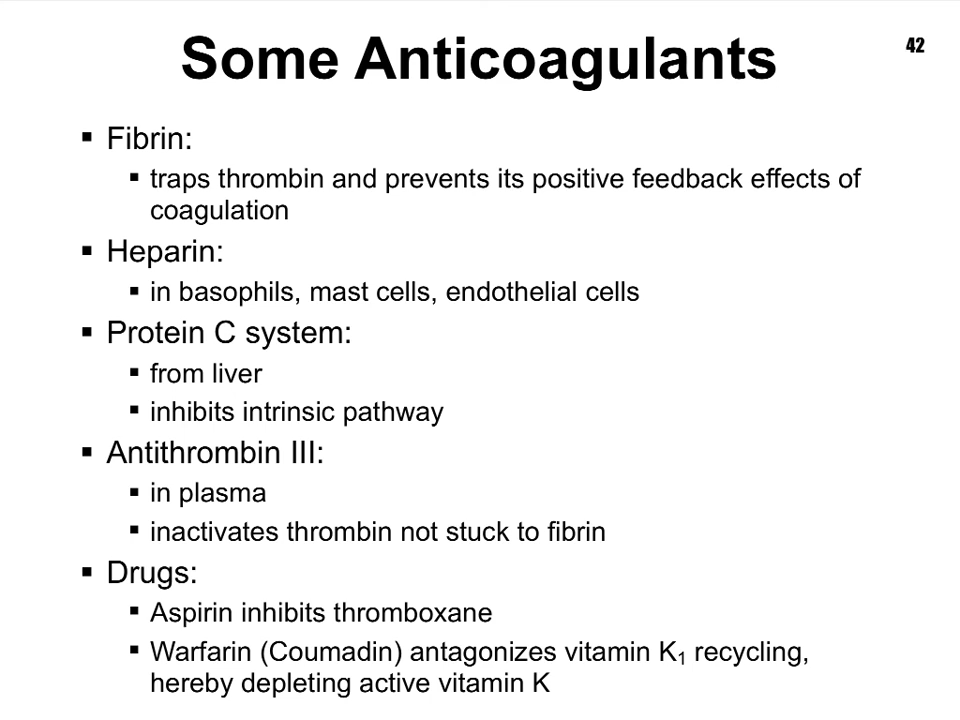 Some Anticoagulants
42
▪ Fibrin:
▪ traps thrombin and prevents its positive feedback effects of
coagulation
▪ Heparin:
▪ in basophils, mast cells, endothelial cells
▪ Protein C system:
▪ from liver
▪ inhibits intrinsic pathway
▪ Antithrombin III:
▪ in plasma
▪ inactivates thrombin not stuck to fibrin
▪ Drugs:
▪ Aspirin inhibits thromboxane
▪ Warfarin (Coumadin) antagonizes vitamin K₁ recycling,
hereby depleting active vitamin K